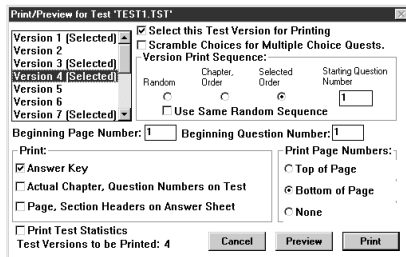 Print/Preview for Test 'TEST1.TST'
Version 1 (Selected)
Version 2
Version 3 (Selected)
Version 4 (Selected)
Version 5
Version 6
Version 7 (Selected)
Select this Test Version for Printing
Scramble Choices for Multiple Choice Quests.
Version Print Sequence:
Random
Chapter, Order
Selected Order
Starting Question Number
1
Use Same Random Sequence
Beginning Page Number: 1 Beginning Question Number: 1
Print:
Answer Key
Actual Chapter, Question Numbers on Test
Page, Section Headers on Answer Sheet
Print Page Numbers:
Top of Page
Bottom of Page
None
Print Test Statistics
Test Versions to be Printed: 4
Cancel Preview Print